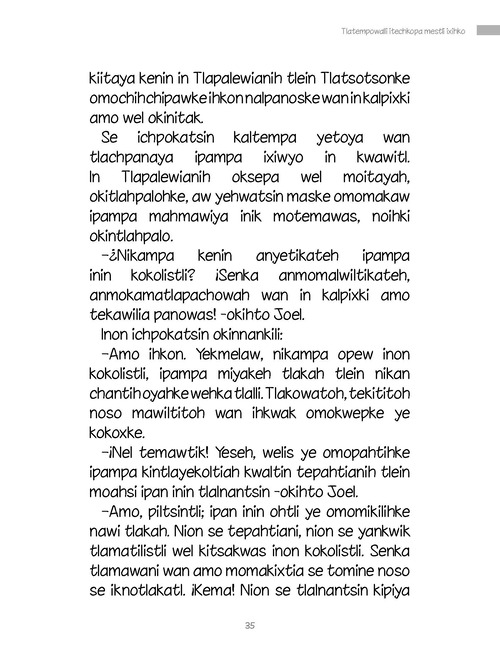 Tlatempowalli itechkopa mestli ixihko
kiitaya kenin in Tlapalewianih tlein Tlatsotsonke
omochihchipawke ihkon nalpanoske wan in kalpixki
amo wel okinitak.
Se ichpokatsin kaltempa yetoya wan
tlachpanaya ipampa ixiwyo in kwawitl.
In Tlapalewianih oksepa wel moitayah,
okitlahpalohke, aw yehwatsin maske omomakaw
ipampa mahmawiya inik motemawas, noihki
okintlahpalo.
–¿Nikampa kenin anyetikateh ipampa
inin kokolistli? ¡Senka anmomalwiltikateh,
anmokamatlapachowah wan in kalpixki amo
tekawilia panowas! -okihto Joel.
Inon ichpokatsin okinnankili:
–Amo ihkon. Yekmelaw, nikampa opew inon
kokolistli, ipampa miyakeh tlakah tlein nikan
chantih oyahke wehka tlalli. Tlakowatoh, tekititoh
noso mawiltitoh wan ihkwak omokwepke ye
kokoxke.
–¡Nel temawtik! Yeseh, welis ye omopahtihke
ipampa kintlayekoltiah kwaltin tepahtianih tlein
moahsi ipan inin tlalnantsin -okihto Joel.
–Amo, piltsintli; ipan inin ohtli ye omomikilihke
nawi tlakah. Nion se tepahtiani, nion se yankwik
tlamatilistli wel kitsakwas inon kokolistli. Senka
tlamawani wan amo momakixtia se tomine noso
se iknotlakatl. ¡Kema! Nion se tlalnantsin kipiya
35